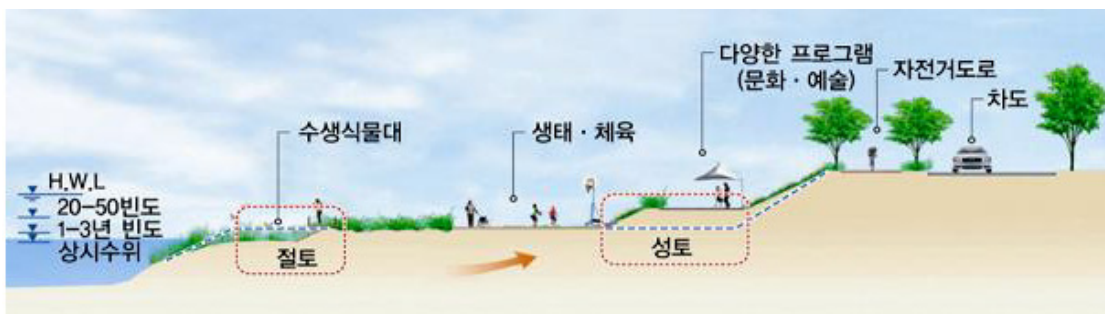 다양한 프로그램
(문화·예술)
자전거도로
차도
수생식물대
생태·체육
H.W.L
20-50빈도
1-3년 빈도
상시수위
절토
성토